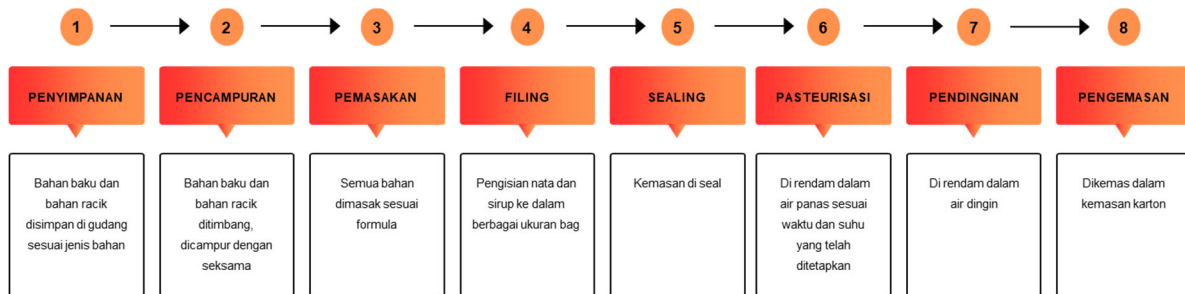 1
2
3
4
5
6
7
8
PENYIMPANAN
PENCAMPURAN
PEMASAKAN
FILING
SEALING
PASTEURISASI
PENDINGINAN
PENGEMASAN
Bahan baku dan
bahan racik
disimpan di gudang
sesuai jenis bahan
Bahan baku dan
bahan racik
ditimbang,
dicampur dengan
seksama
Semua bahan
dimasak sesuai
formula
Pengisian nata dan
sirup ke dalam
berbagai ukuran bag
Kemasan di seal
Di rendam dalam
air panas sesuai
waktu dan suhu
yang telah
ditetapkan
Di rendam dalam
air dingin
Dikemas dalam
kemasan karton